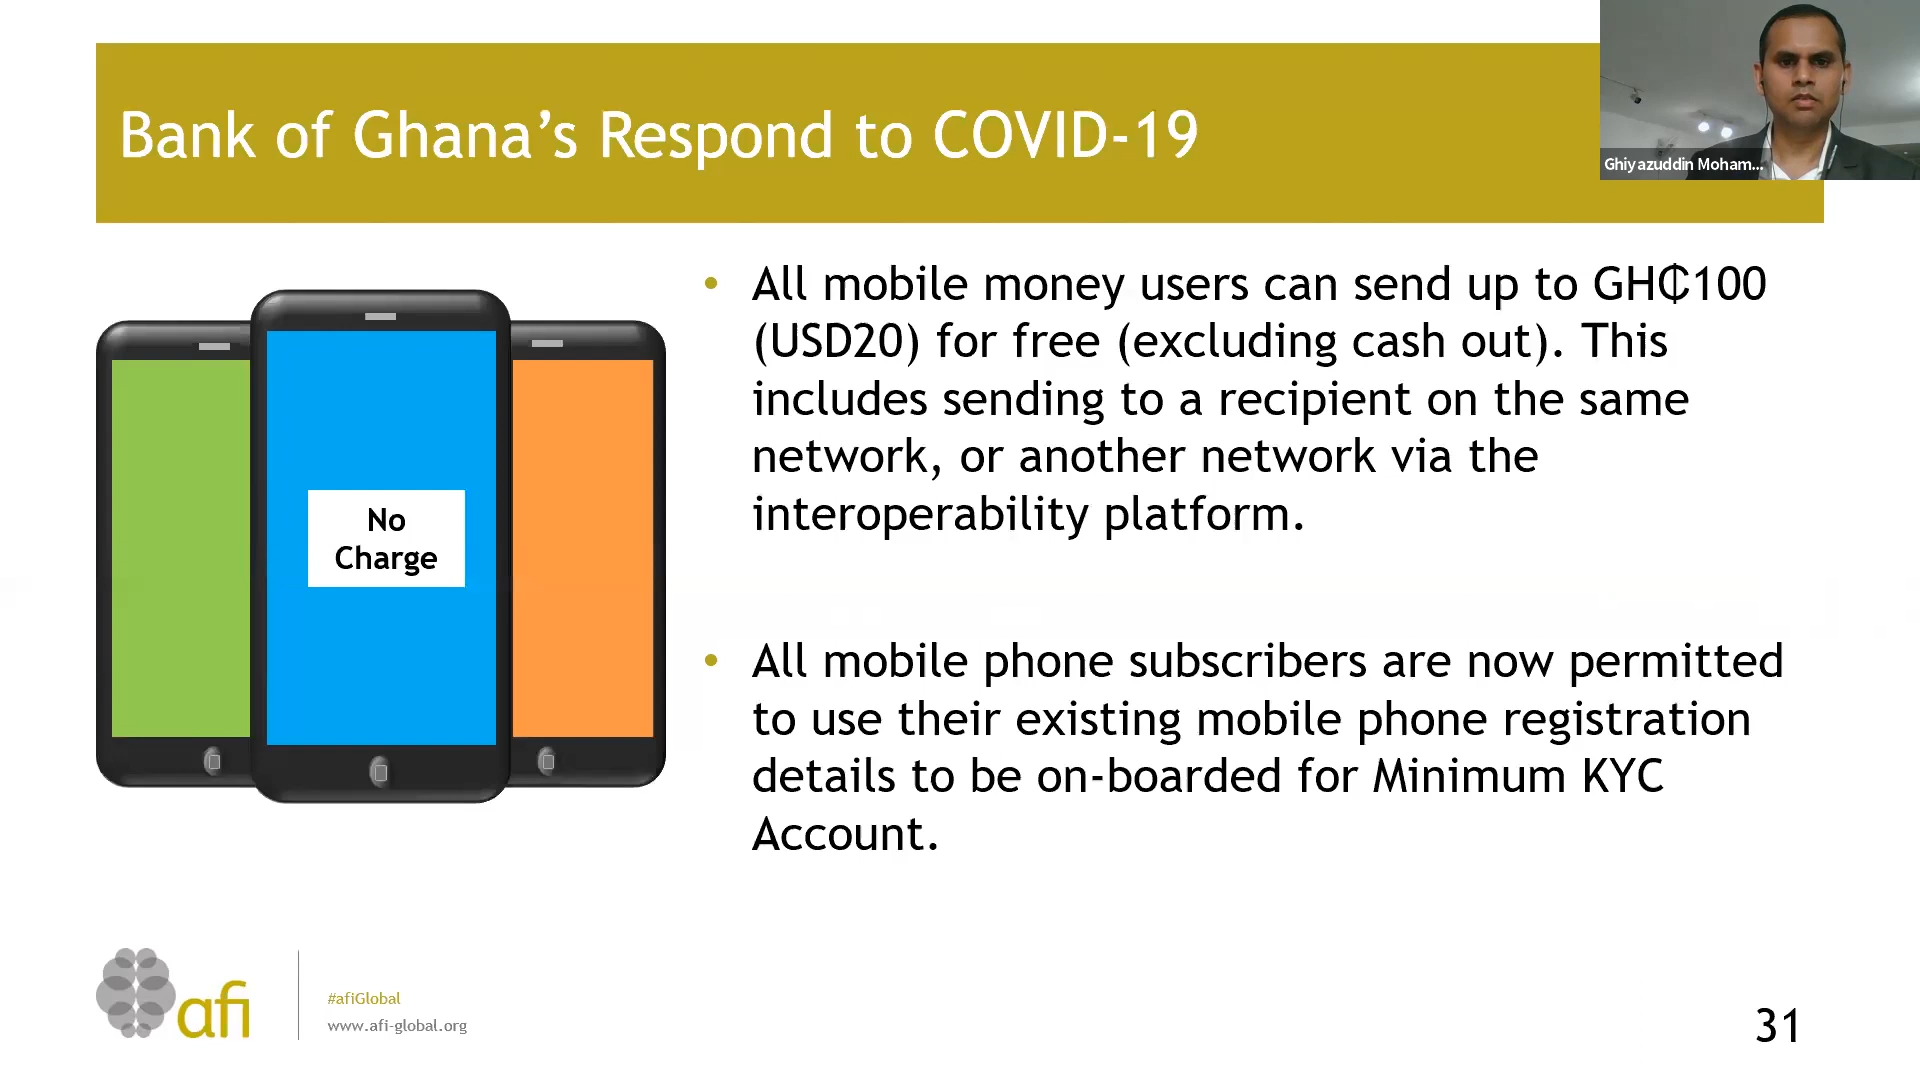 Bank of Ghana’s Respond to COVID-19
Ghiyazuddin Moham...
All mobile money users can send up to GH₵100
(USD20) for free (excluding cash out). This
includes sending to a recipient on the same
network, or another network via the
interoperability platform.
No
Charge
All mobile phone subscribers are now permitted
to use their existing mobile phone registration
details to be on-boarded for Minimum KYC
Account.
afi
#afiGlobal
www.afi-global.org
31